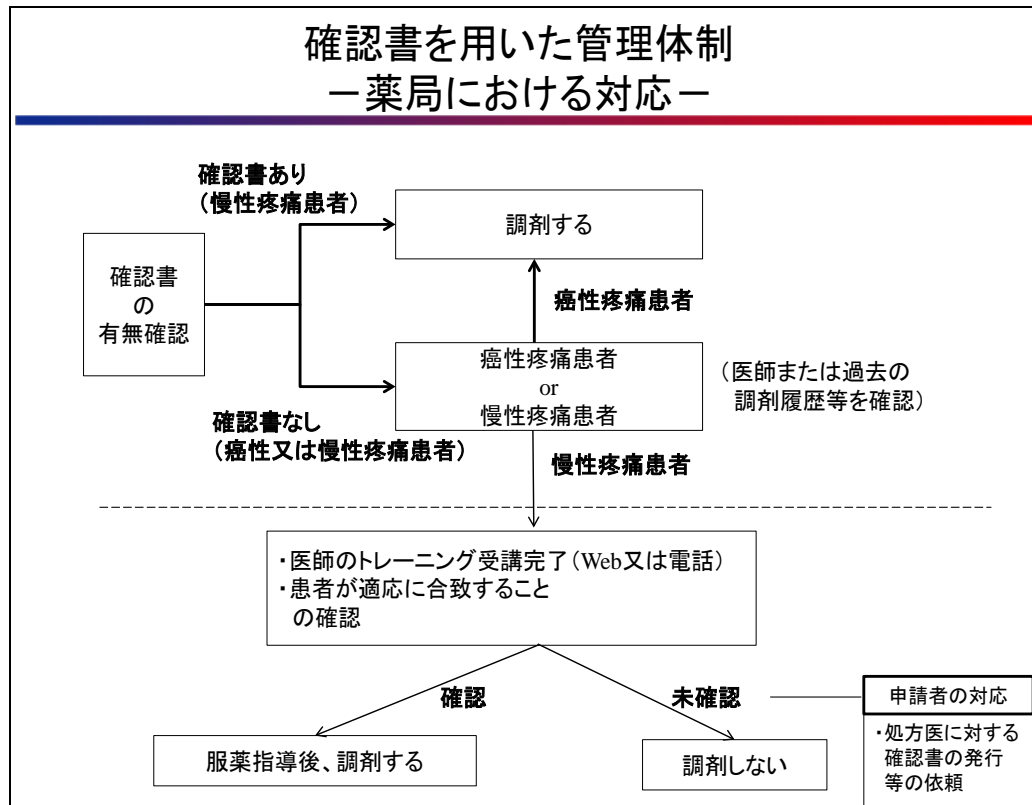 確認書を用いた管理体制
－薬局における対応－
確認書あり
（慢性疼痛患者）
調剤する
確認書
の
有無確認
癌性疼痛患者
癌性疼痛患者
or
慢性疼痛患者
（医師または過去の
調剤履歴等を確認）
確認書なし
（癌性又は慢性疼痛患者）
慢性疼痛患者
・医師のトレーニング受講完了（Web又は電話）
・患者が適応に合致すること
の確認
確認
未確認
申請者の対応
・処方医に対する
確認書の発行
等の依頼
服薬指導後、調剤する
調剤しない